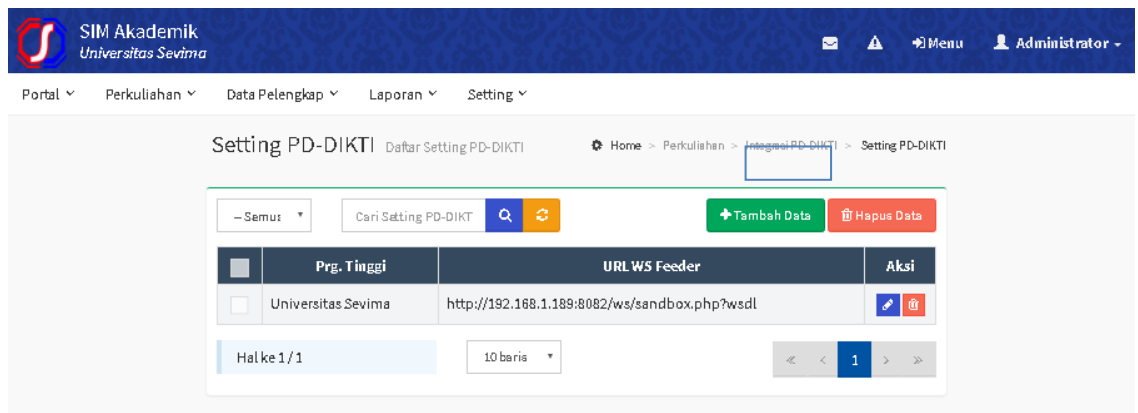 SIM Akademik
Universitas Sevima
Menu Administrator
Portal Perkuliahan Data Pelengkap Laporan Setting
Setting PD-DIKTI Daftar Setting PD-DIKTI Home > Perkuliahan > Integrasi PD-DIKTI > Setting PD-DIKTI
-- Semua Cari Setting PD-DIKT Tambah Data Hapus Data
Prg. Tinggi URL WS Feeder Aksi
Universitas Sevima http://192.168.1.189:8082/ws/sandbox.php?wsdl
Hal ke 1 / 1 10 baris « < 1 > »